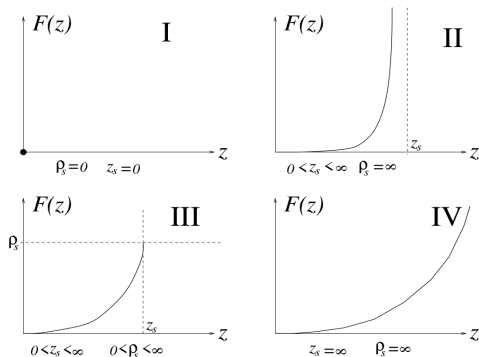 F(z)
I
z
ρs=0 zs=0
F(z)
II
zs
z
0<zs<∞ ρs=∞
F(z)
III
ρs
zs
z
0<zs<∞ 0<ρs<∞
F(z)
IV
z
zs=∞ ρs=∞